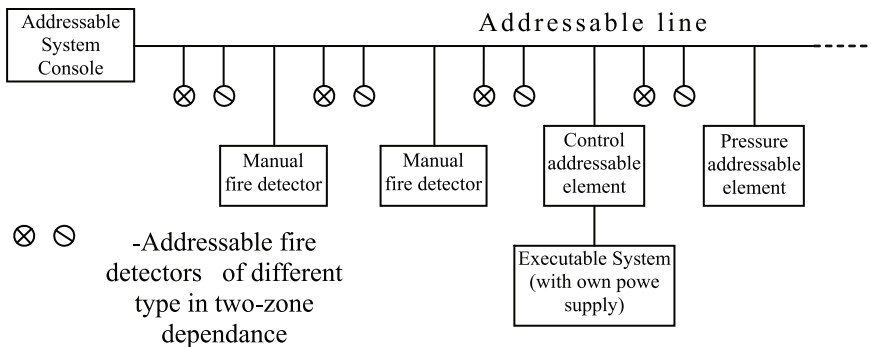 Addressable
System
Console
Addressable line
Manual
fire detector
Manual
fire detector
Control
addressable
element
Pressure
addressable
element
Executable System
(with own powe
supply)
-Addressable fire
detectors of different
type in two-zone
dependance